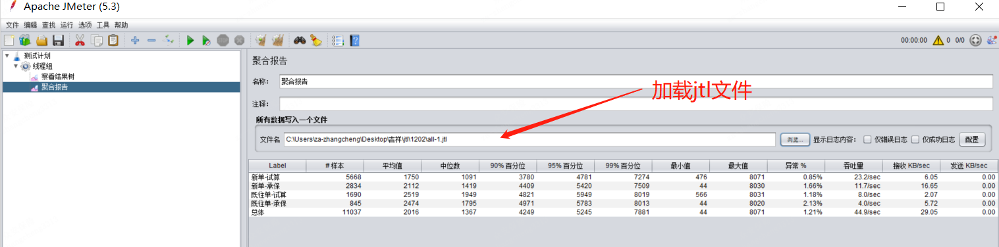 Apache JMeter (5.3)
文件 编辑 查找 运行 选项 工具 帮助
00:00:00 0 0/0
测试计划
线程组
察看结果树
聚合报告
聚合报告
名称： 聚合报告
注释：
加载jtl文件
所有数据写入一个文件
文件名 C:\Users\za-zhangcheng\Desktop\吉祥\jtl\1202\all-1.jtl 浏览... 显示日志内容： 仅错误日志 仅成功日志 配置
Label # 样本 平均值 中位数 90% 百分位 95% 百分位 99% 百分位 最小值 最大值 异常 % 吞吐量 接收 KB/sec 发送 KB/sec
新单-试算 5668 1750 1091 3780 4781 7274 476 8071 0.85% 23.2/sec 6.05 0.00
新单-承保 2834 2112 1419 4409 5420 7509 44 8030 1.66% 11.7/sec 16.65 0.00
既往单-试算 1690 2519 1949 4821 5949 8019 566 8031 1.18% 8.0/sec 2.07 0.00
既往单-承保 845 2474 1795 4971 5783 8013 44 8020 2.13% 4.0/sec 5.72 0.00
总体 11037 2016 1367 4249 5245 7881 44 8071 1.21% 44.9/sec 29.05 0.00